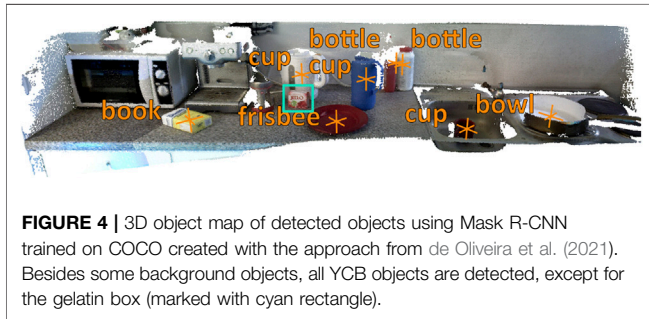 bottle bottle
cup cup
book frisbee cup bowl
FIGURE 4 | 3D object map of detected objects using Mask R-CNN
trained on COCO created with the approach from de Oliveira et al. (2021).
Besides some background objects, all YCB objects are detected, except for
the gelatin box (marked with cyan rectangle).